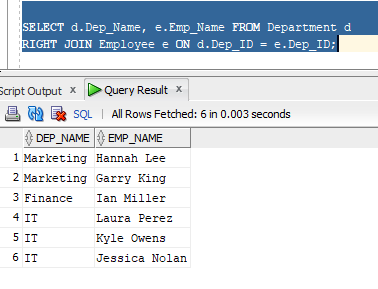 SELECT d.Dep_Name, e.Emp_Name FROM Department d
RIGHT JOIN Employee e ON d.Dep_ID = e.Dep_ID;
Script Output × Query Result ×
SQL | All Rows Fetched: 6 in 0.003 seconds
DEP_NAME EMP_NAME
1 Marketing Hannah Lee
2 Marketing Garry King
3 Finance Ian Miller
4 IT Laura Perez
5 IT Kyle Owens
6 IT Jessica Nolan